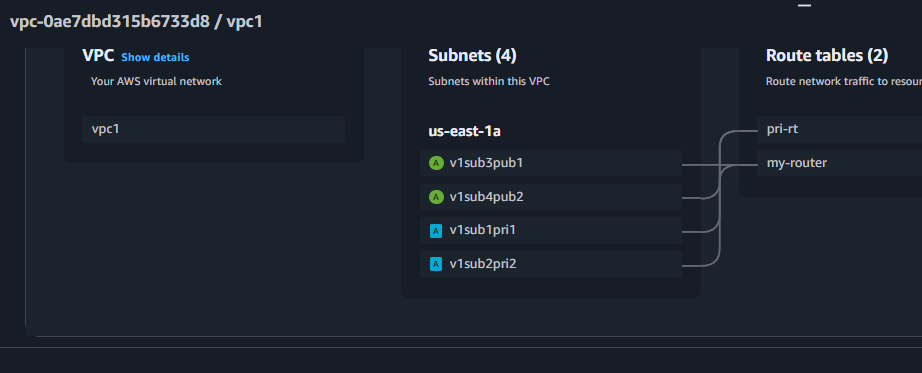 vpc-0ae7dbd315b6733d8 / vpc1
VPC Show details
Your AWS virtual network
vpc1
Subnets (4)
Subnets within this VPC
us-east-1a
A v1sub3pub1
A v1sub4pub2
A v1sub1pri1
A v1sub2pri2
Route tables (2)
Route network traffic to resour
pri-rt
my-router